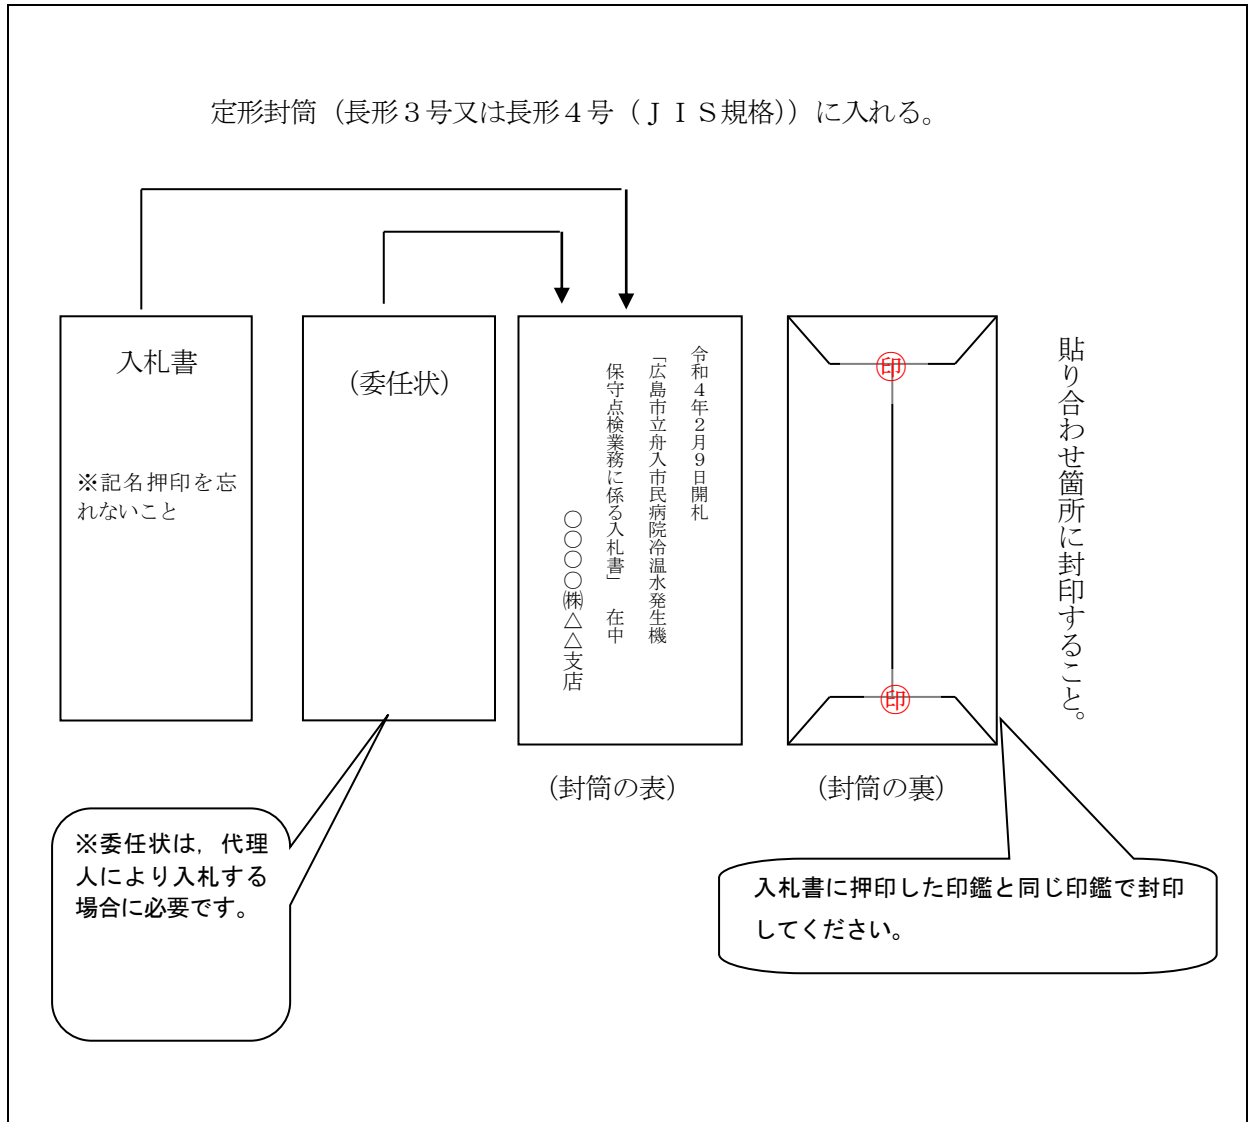 定形封筒（長形３号又は長形４号（ＪＩＳ規格））に入れる。
入札書
※記名押印を忘
れないこと
（委任状）
令和４年２月９日開札
「広島市立舟入市民病院冷温水発生機
保守点検業務に係る入札書」　在中
〇〇〇〇㈱△△支店
印
印
貼り合わせ箇所に封印すること。
（封筒の表）
（封筒の裏）
※委任状は，代理
人により入札する
場合に必要です。
入札書に押印した印鑑と同じ印鑑で封印
してください。